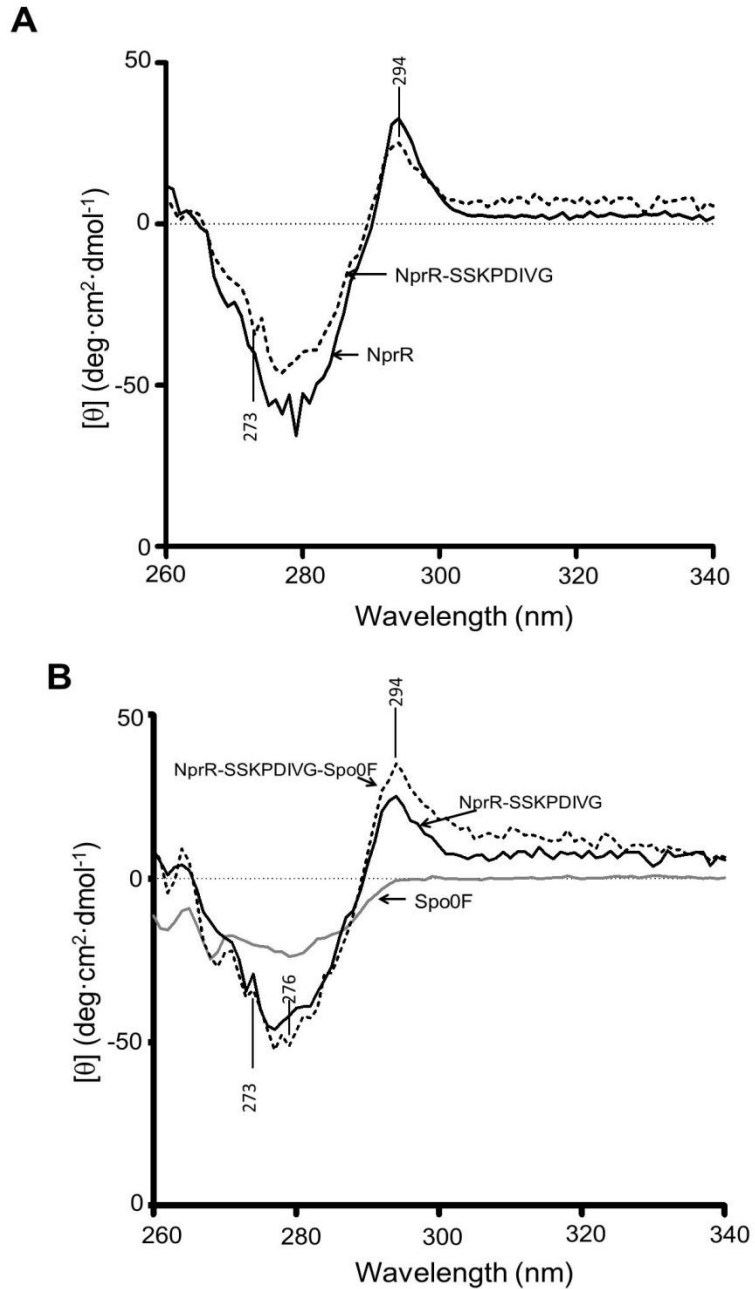 A
50
294
0
NprR-SSKPDIVG
[θ] (deg·cm²·dmol⁻¹)
NprR
-50
273
0
260
280
300
320
340
Wavelength (nm)
B
50
294
NprR-SSKPDIVG-Spo0F
NprR-SSKPDIVG
0
Spo0F
[θ] (deg·cm²·dmol⁻¹)
276
-50
273
0
260
280
300
320
340
Wavelength (nm)